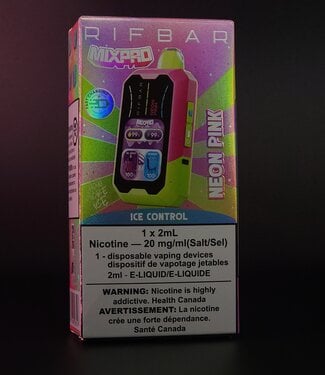 RIFBAR
MIXPRO
NEON PINK
ICE CONTROL
1 x 2mL
Nicotine — 20 mg/ml(Salt/Sel)
1 - disposable vaping devices
dispositif de vapotage jetables
2ml - E-LIQUID/E-LIQUIDE
WARNING: Nicotine is highly
addictive. Health Canada
AVERTISSEMENT: La nicotine
crée une forte dépendance.
Santé Canada